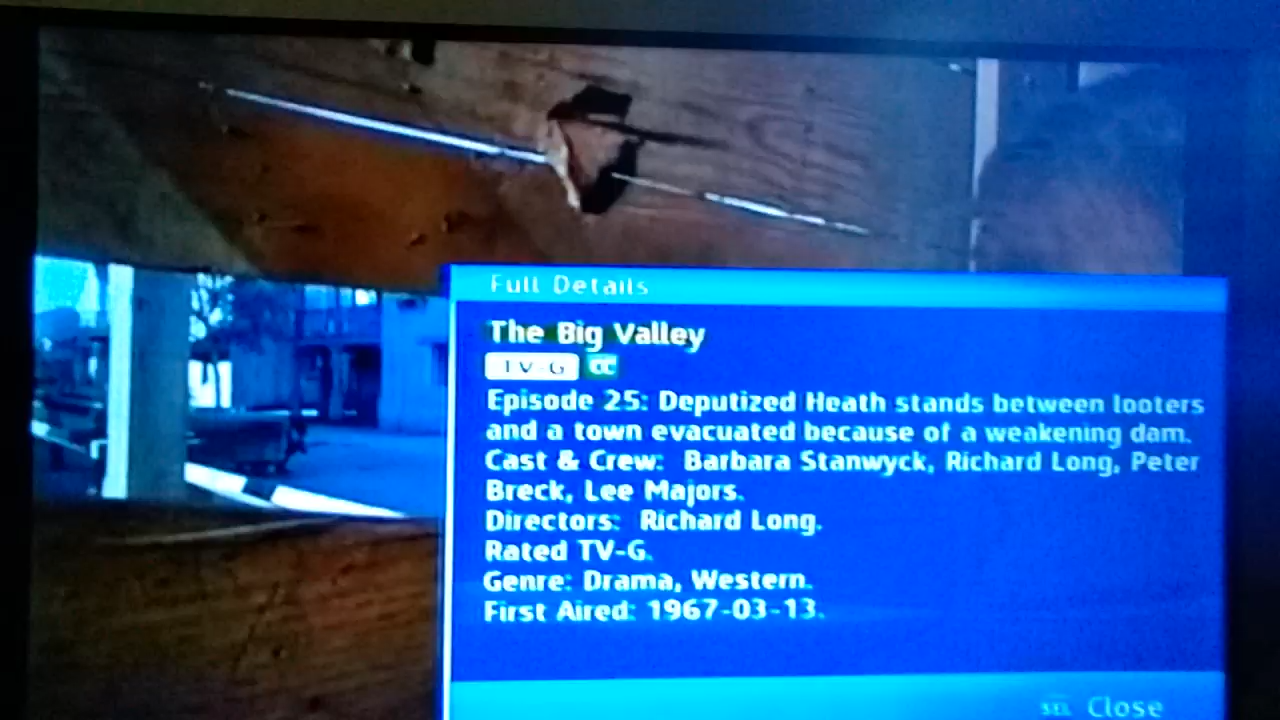 Full Details
The Big Valley
TV-G CC
Episode 25: Deputized Heath stands between looters
and a town evacuated because of a weakening dam.
Cast & Crew: Barbara Stanwyck, Richard Long, Peter
Breck, Lee Majors.
Directors: Richard Long.
Rated TV-G.
Genre: Drama, Western.
First Aired: 1967-03-13.
SEL Close